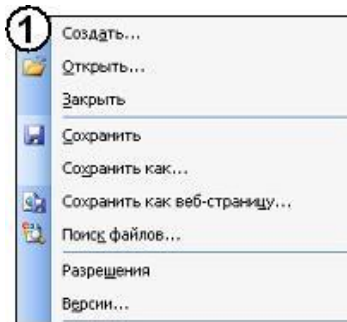 1
Создать...
Открыть...
Закрыть
Сохранить
Сохранить как...
Сохранить как веб-страницу...
Поиск файлов...
Разрешения
Версии...